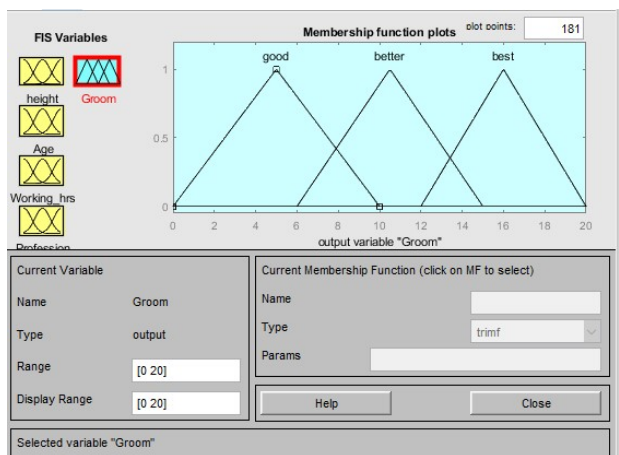 FIS Variables
Membership function plots
plot points:
181
height
Groom
Age
Working_hrs
Profession
good
better
best
1
0.5
0
0
2
4
6
8
10
12
14
16
18
20
output variable "Groom"
Current Variable
Name
Groom
Type
output
Range
[0 20]
Display Range
[0 20]
Current Membership Function (click on MF to select)
Name
Type
trimf
Params
Help
Close
Selected variable "Groom"